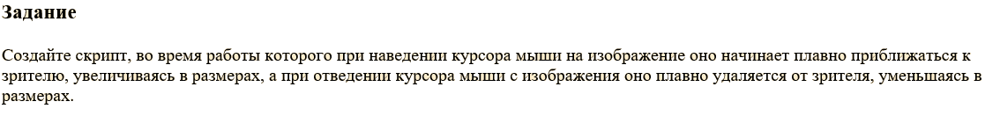 Задание
Создайте скрипт, во время работы которого при наведении курсора мыши на изображение оно начинает плавно приближаться к
зрителю, увеличиваясь в размерах, а при отведении курсора мыши с изображения оно плавно удаляется от зрителя, уменьшаясь в
размерах.